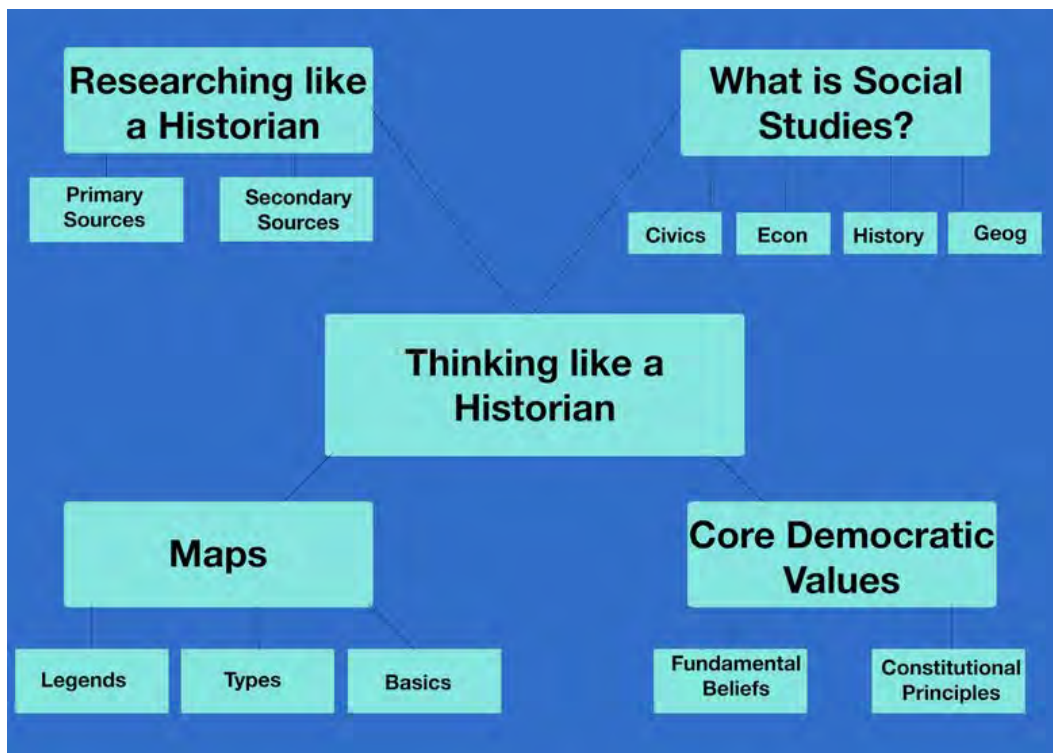 Researching like
a Historian
What is Social
Studies?
Primary
Sources
Secondary
Sources
Civics
Econ
History
Geog
Thinking like a
Historian
Maps
Core Democratic
Values
Legends
Types
Basics
Fundamental
Beliefs
Constitutional
Principles